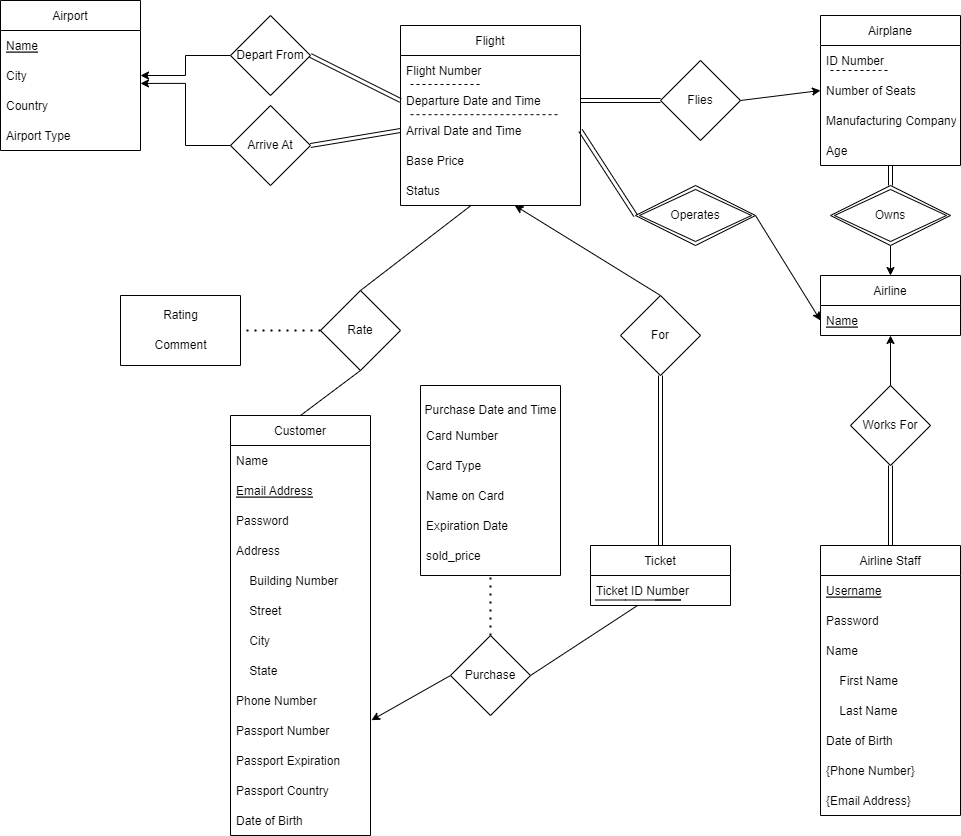 Airport
Name
City
Country
Airport Type
Depart From
Arrive At
Flight
Flight Number
Departure Date and Time
Arrival Date and Time
Base Price
Status
Flies
Airplane
ID Number
Number of Seats
Manufacturing Company
Age
Operates
Owns
Airline
Name
Rating
Comment
Rate
For
Works For
Customer
Name
Email Address
Password
Address
Building Number
Street
City
State
Phone Number
Passport Number
Passport Expiration
Passport Country
Date of Birth
Purchase Date and Time
Card Number
Card Type
Name on Card
Expiration Date
sold_price
Purchase
Ticket
Ticket ID Number
Airline Staff
Username
Password
Name
First Name
Last Name
Date of Birth
{Phone Number}
{Email Address}